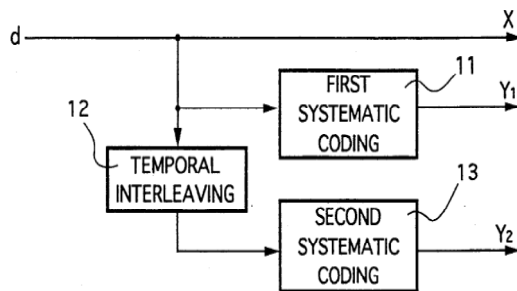 d
X
11
FIRST
SYSTEMATIC
CODING
Y1
12
TEMPORAL
INTERLEAVING
13
SECOND
SYSTEMATIC
CODING
Y2